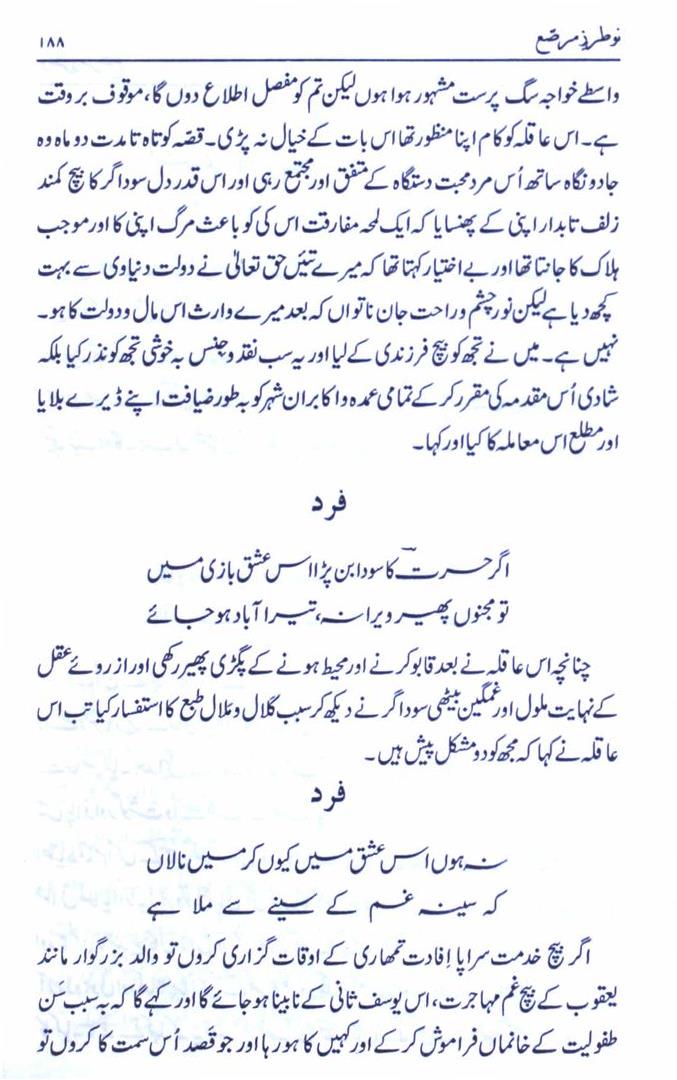 نو طرزِ مرصّع
۱۸۸
واسطے خواجہ سگ پرست مشہور ہوا ہوں لیکن تم کو مفصل اطلاع دوں گا، موقوف بر وقت
ہے۔ اس عاقلہ کو کام اپنا منظور تھا اس بات کے خیال نہ پڑی۔ قصّہ کوتاہ تا مدت دو ماہ وہ
جادو نگاہ ساتھ اُس مرد محبت دستگاہ کے متفق اور مجتمع رہی اور اس قدر دل سوداگر کا بیچ کمند
زلف تابدار اپنی کے پھنسایا کہ ایک لمحہ مفارقت اس کی کو باعث مرگ اپنی کا اور موجب
ہلاک کا جانتا تھا اور بے اختیار کہتا تھا کہ میرے تئیں حق تعالیٰ نے دولت دنیاوی سے بہت
کچھ دیا ہے لیکن نور چشم و راحت جان ناتواں کہ بعد میرے وارث اس مال و دولت کا ہو۔
نہیں ہے۔ میں نے تجھ کو بیچ فرزندی کے لیا اور یہ سب نقد و جنس بہ خوشی تجھ کو نذر کیا بلکہ
شادی اُس مقدمہ کی مقرر کر کے تمامی عمدہ و اکابران شہر کو بہ طور ضیافت اپنے ڈیرے بلایا
اور مطلع اس معاملہ کا کیا اور کہا۔
فرد
اگر حسرتؔ کا سودا بن پڑا اس عشق بازی میں
تو مجنوں پھیر ویرانہ، تیرا آباد ہو جائے
چنانچہ اس عاقلہ نے بعد قابو کرنے اور محیط ہونے کے پگڑی پھیر رکھی اور از روئے عقل
کے نہایت ملول اور غمگین بیٹھی سوداگر نے دیکھ کر سبب گلال و ملال طبع کا استفسار کیا تب اس
عاقلہ نے کہا کہ مجھ کو دو مشکل پیش ہیں۔
فرد
نہ ہوں اس عشق میں کیوں کر میں نالاں
کہ سینہ غم کے سینے سے ملا ہے
اگر بیچ خدمت سراپا اِفادت تمھاری کے اوقات گزاری کروں تو والد بزرگوار مانند
یعقوب کے بیچ غم مہاجرت، اس یوسف ثانی کے نابینا ہو جائے گا اور کہے گا کہ بہ سبب سن
طفولیت کے خانماں فراموش کر کے اور کہیں کا ہو رہا اور جو قَصد اُس سمت کا کروں تو